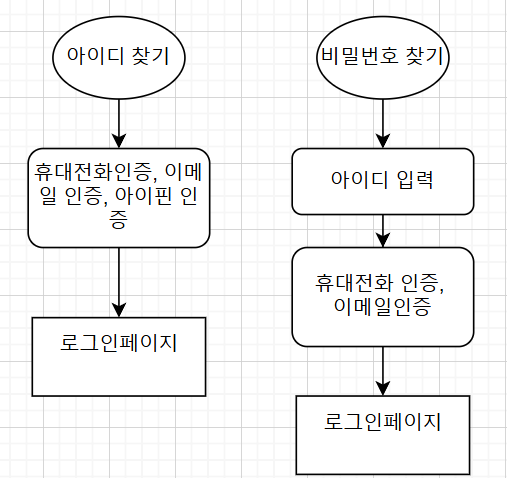 아이디 찾기
휴대전화인증, 이메
일 인증, 아이핀 인
증
로그인페이지
비밀번호 찾기
아이디 입력
휴대전화 인증,
이메일인증
로그인페이지